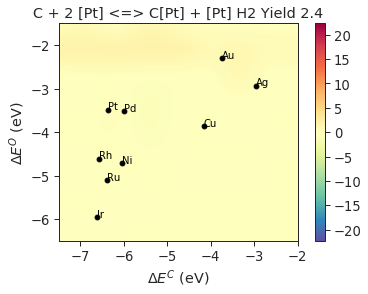 C + 2 [Pt] <=> C[Pt] + [Pt] H2 Yield 2.4
−2
−3
−4
−5
−6
ΔE^O (eV)
Au
Ag
Pt
Pd
Cu
Rh
Ni
Ru
Ir
−7
−6
−5
−4
−3
−2
ΔE^C (eV)
20
15
10
5
0
−5
−10
−15
−20